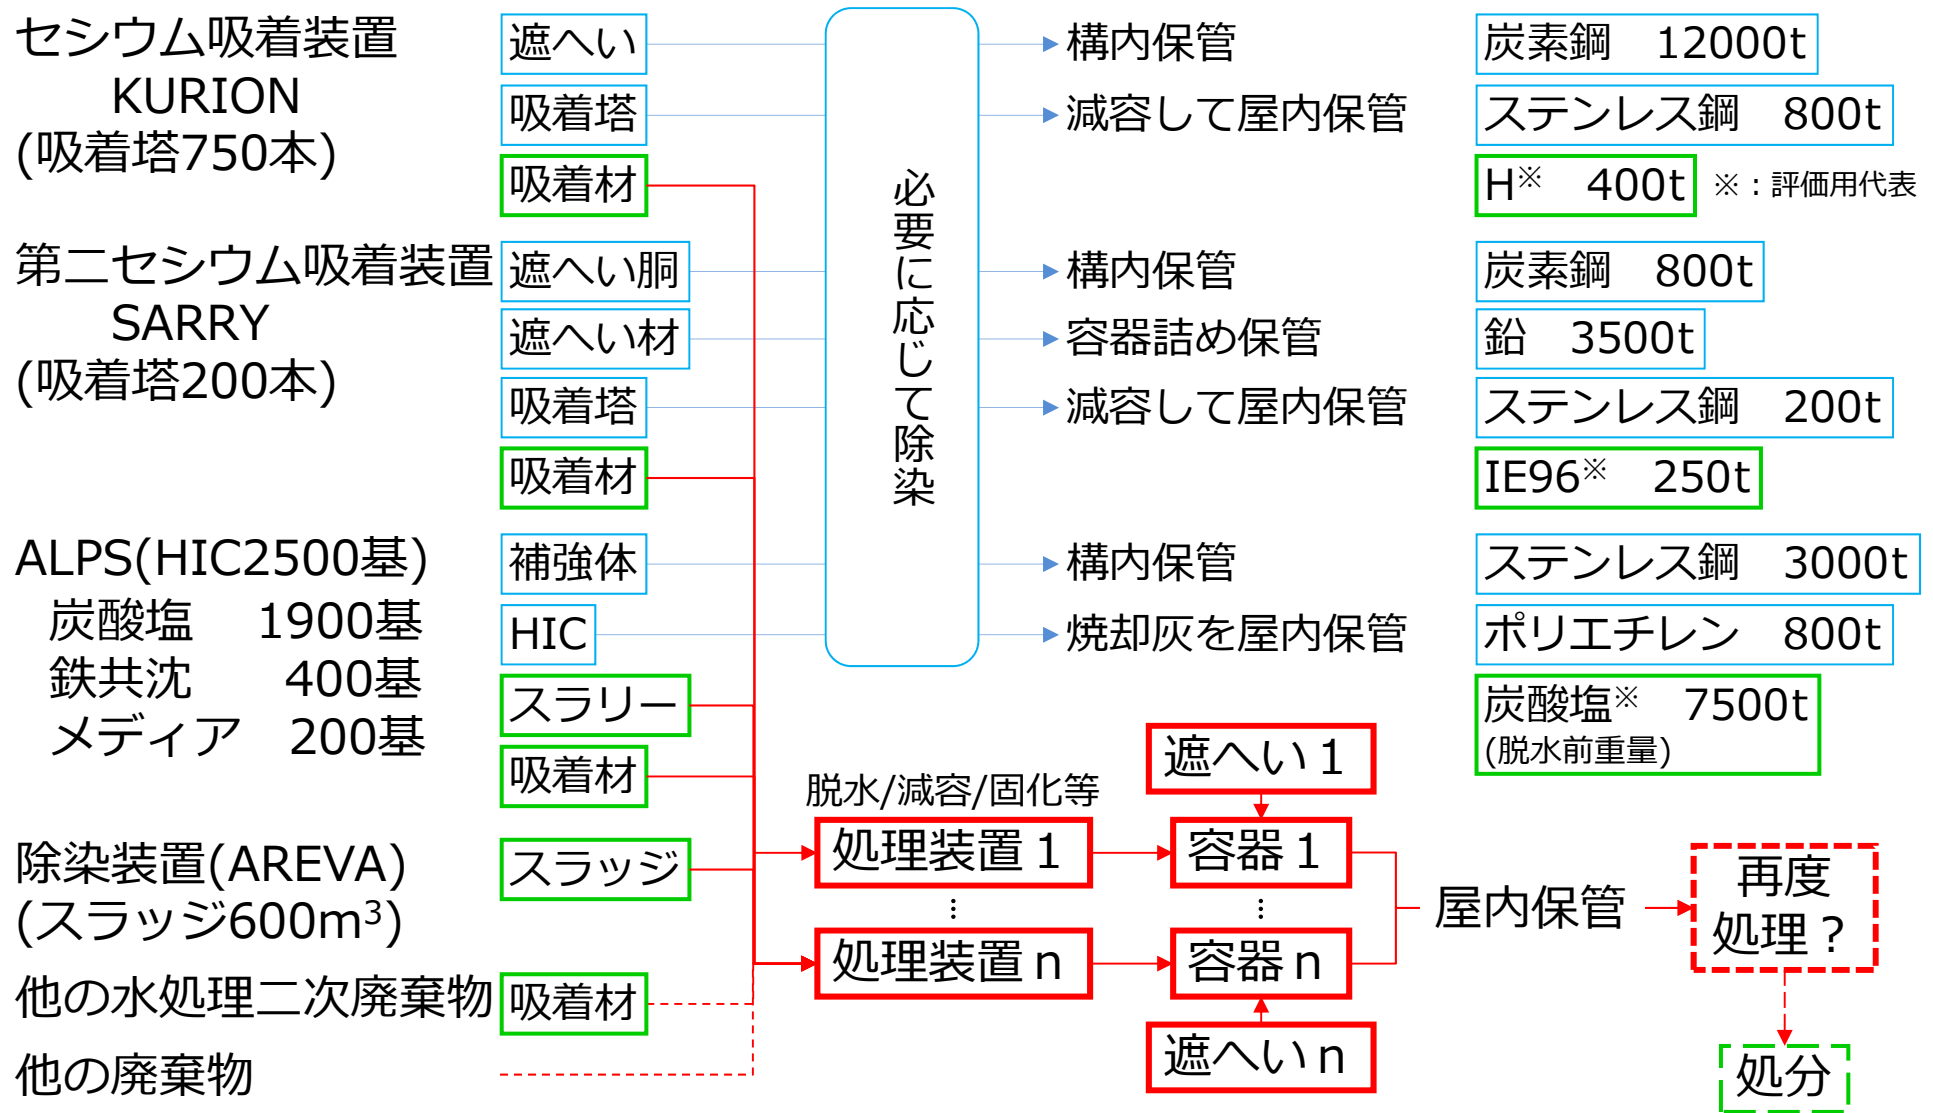 セシウム吸着装置
KURION
(吸着塔750本)
遮へい
吸着塔
吸着材
構内保管
減容して屋内保管
炭素鋼　12000t
ステンレス鋼　800t
H※　400t
※：評価用代表
第二セシウム吸着装置
SARRY
(吸着塔200本)
遮へい胴
遮へい材
吸着塔
吸着材
必要に応じて除染
構内保管
容器詰め保管
減容して屋内保管
炭素鋼　800t
鉛　3500t
ステンレス鋼　200t
IE96※　250t
ALPS(HIC2500基)
炭酸塩　1900基
鉄共沈　400基
メディア　200基
補強体
HIC
スラリー
吸着材
構内保管
焼却灰を屋内保管
ステンレス鋼　3000t
ポリエチレン　800t
炭酸塩※　7500t
(脱水前重量)
除染装置(AREVA)
(スラッジ600m³)
スラッジ
他の水処理二次廃棄物
吸着材
他の廃棄物
脱水/減容/固化等
処理装置１
⋮
処理装置ｎ
遮へい１
容器１
⋮
容器ｎ
遮へいｎ
屋内保管
再度
処理？
処分